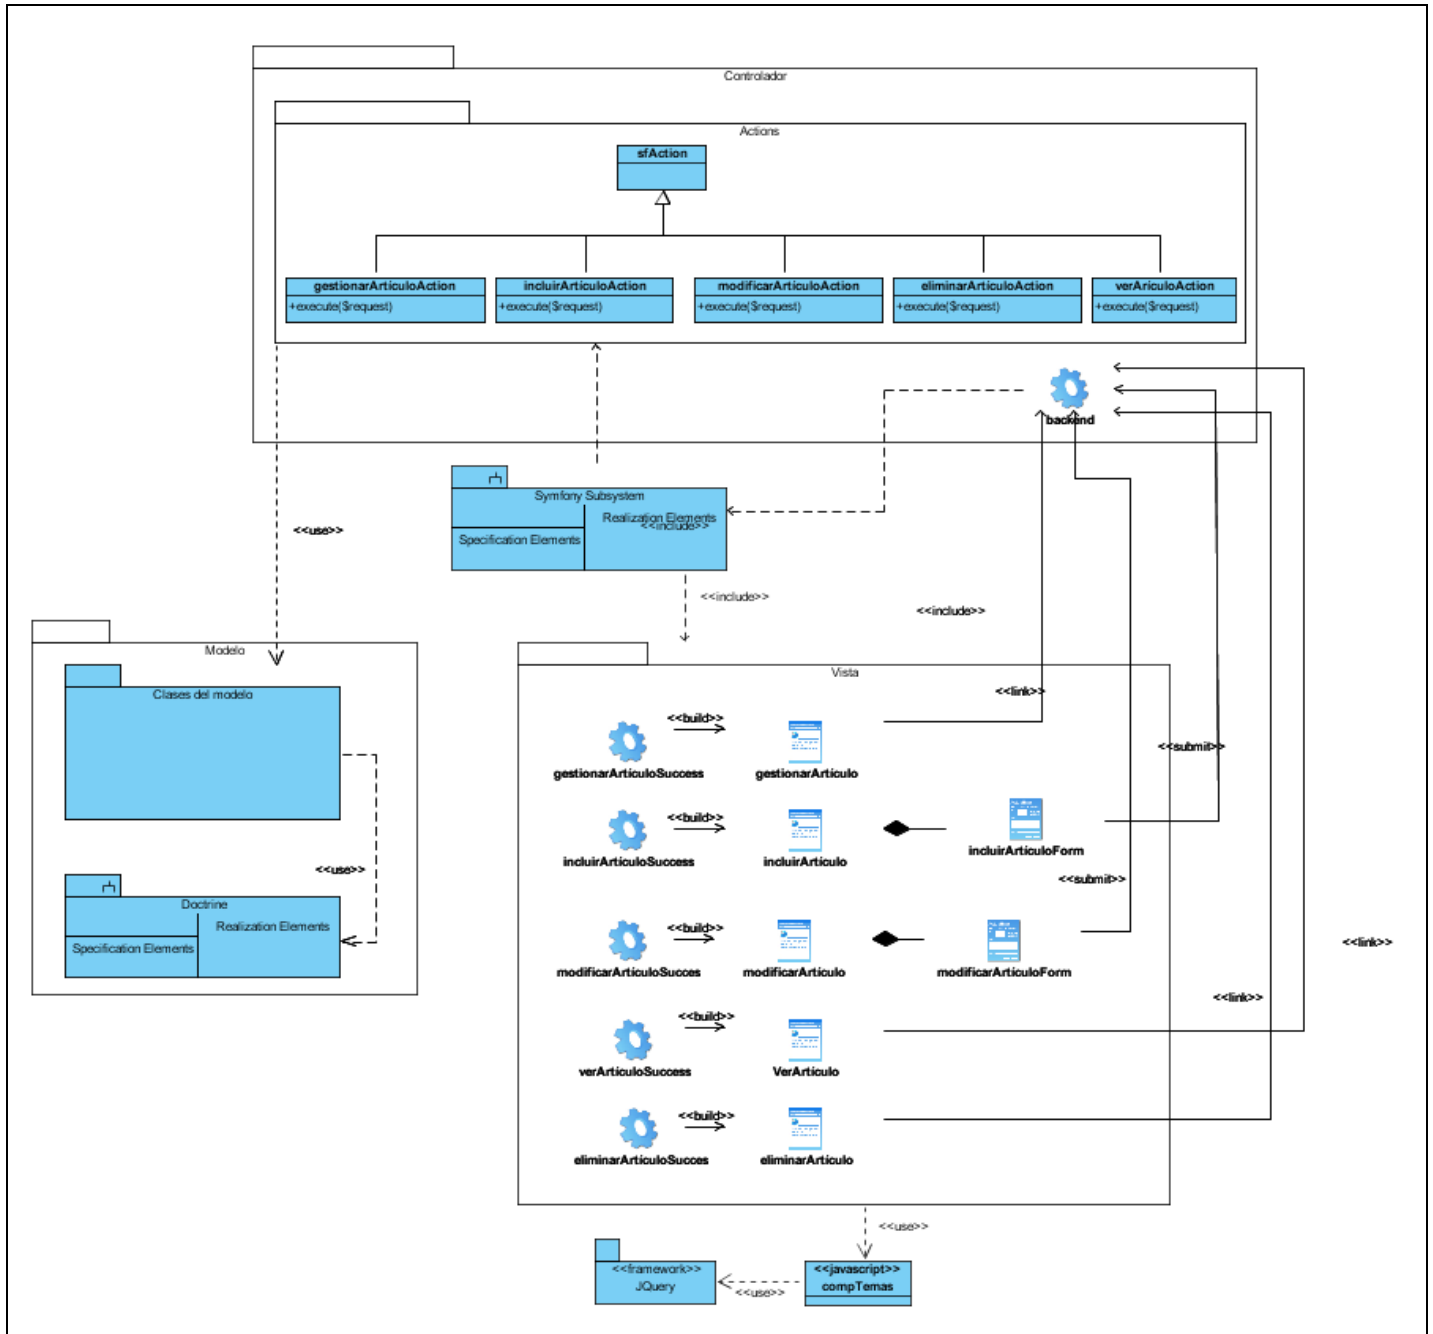 Controlador
Actions
sfAction
gestionarArticuloAction
+execute($request)
incluirArticuloAction
+execute($request)
modificarArticuloAction
+execute($request)
eliminarArticuloAction
+execute($request)
verAriculoAction
+execute($request)
backend
Symfony Subsystem
Realization Elements
<<include>>
Specification Elements
<<use>>
<<include>>
<<include>>
Modelo
Clases del modelo
<<use>>
Doctrine
Realization Elements
Specification Elements
Vista
<<link>>
<<build>>
gestionarArticuloSuccess
gestionarArticulo
<<submit>>
<<build>>
incluirArticuloSuccess
incluirArticulo
incluirArticuloForm
<<submit>>
<<build>>
modificarArticuloSucces
modificarArticulo
modificarArticuloForm
<<link>>
<<link>>
<<build>>
verArticuloSuccess
VerArticulo
<<build>>
eliminarArticuloSucces
eliminarArticulo
<<use>>
<<framework>>
JQuery
<<use>>
<<javascript>>
compTemas